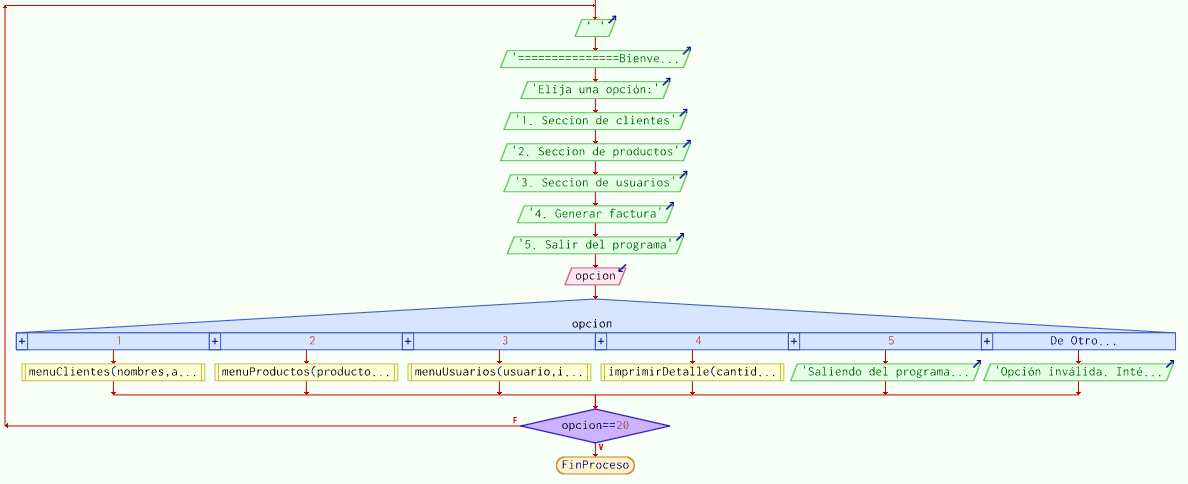 ' '
'===============Bienve...
'Elija una opción:'
'1. Seccion de clientes'
'2. Seccion de productos'
'3. Seccion de usuarios'
'4. Generar factura'
'5. Salir del programa'
opcion
opcion
+ 1 + 2 + 3 + 4 + 5 + De Otro...
menuClientes(nombres,a... menuProductos(producto... menuUsuarios(usuario,i... imprimirDetalle(cantid... 'Saliendo del programa... 'Opción inválida. Inté...
F opcion==20
V
FinProceso